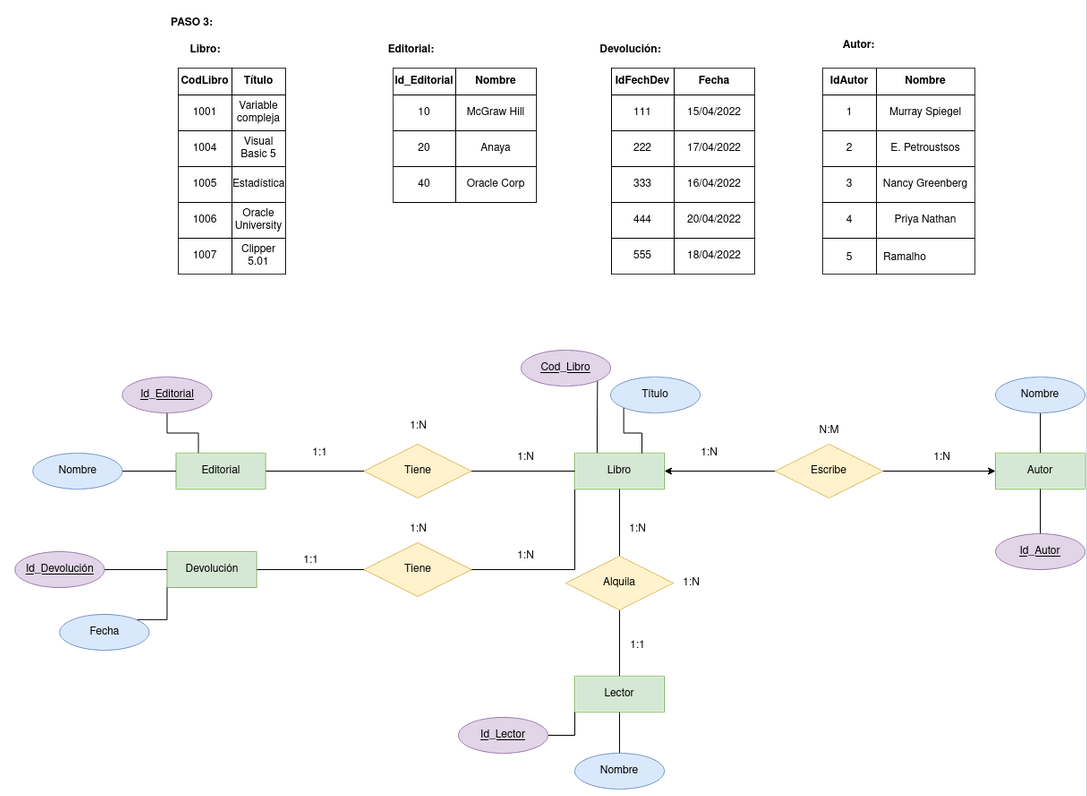 PASO 3:
Libro:
CodLibro Título
1001 Variable
compleja
1004 Visual
Basic 5
1005 Estadística
1006 Oracle
University
1007 Clipper
5.01
Editorial:
Id_Editorial Nombre
10 McGraw Hill
20 Anaya
40 Oracle Corp
Devolución:
IdFechDev Fecha
111 15/04/2022
222 17/04/2022
333 16/04/2022
444 20/04/2022
555 18/04/2022
Autor:
IdAutor Nombre
1 Murray Spiegel
2 E. Petroustsos
3 Nancy Greenberg
4 Priya Nathan
5 Ramalho
Cod_Libro
Id_Editorial
Título
Nombre
1:N
N:M
Nombre
Editorial
1:1
Tiene
1:N
Libro
1:N
Escribe
1:N
Autor
1:N
Id_Devolución
Devolución
1:1
Tiene
1:N
1:N
Id_Autor
Alquila
1:N
Fecha
1:1
Lector
Id_Lector
Nombre